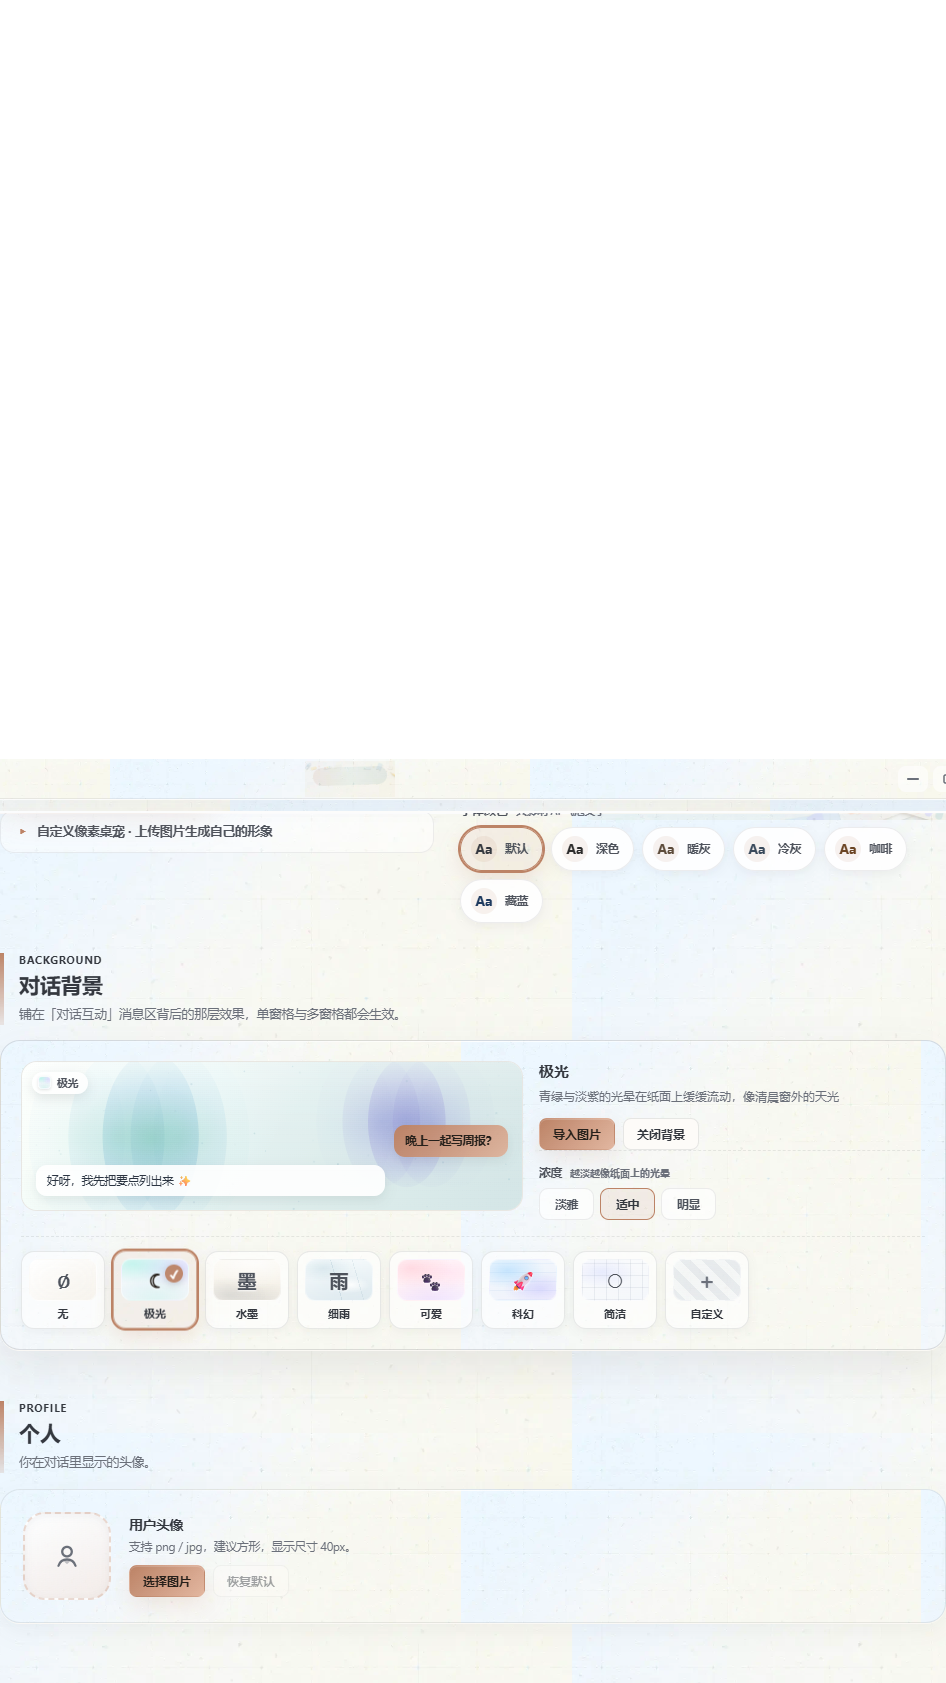 自定义像素桌宠 · 上传图片生成自己的形象
Aa 默认
Aa 深色
Aa 暖灰
Aa 冷灰
Aa 咖啡
Aa 藏蓝
BACKGROUND
对话背景
铺在「对话互动」消息区背后的那层效果，单窗格与多窗格都会生效。
极光
晚上一起写周报？
好呀，我先把要点列出来 ✨
极光
青绿与淡紫的光晕在纸面上缓缓流动，像清晨窗外的天光
导入图片
关闭背景
浓度 越淡越像纸面上的光晕
淡雅
适中
明显
Ø
无
极光
墨
水墨
雨
细雨
可爱
科幻
简洁
+
自定义
PROFILE
个人
你在对话里显示的头像。
用户头像
支持 png / jpg，建议方形，显示尺寸 40px。
选择图片
恢复默认